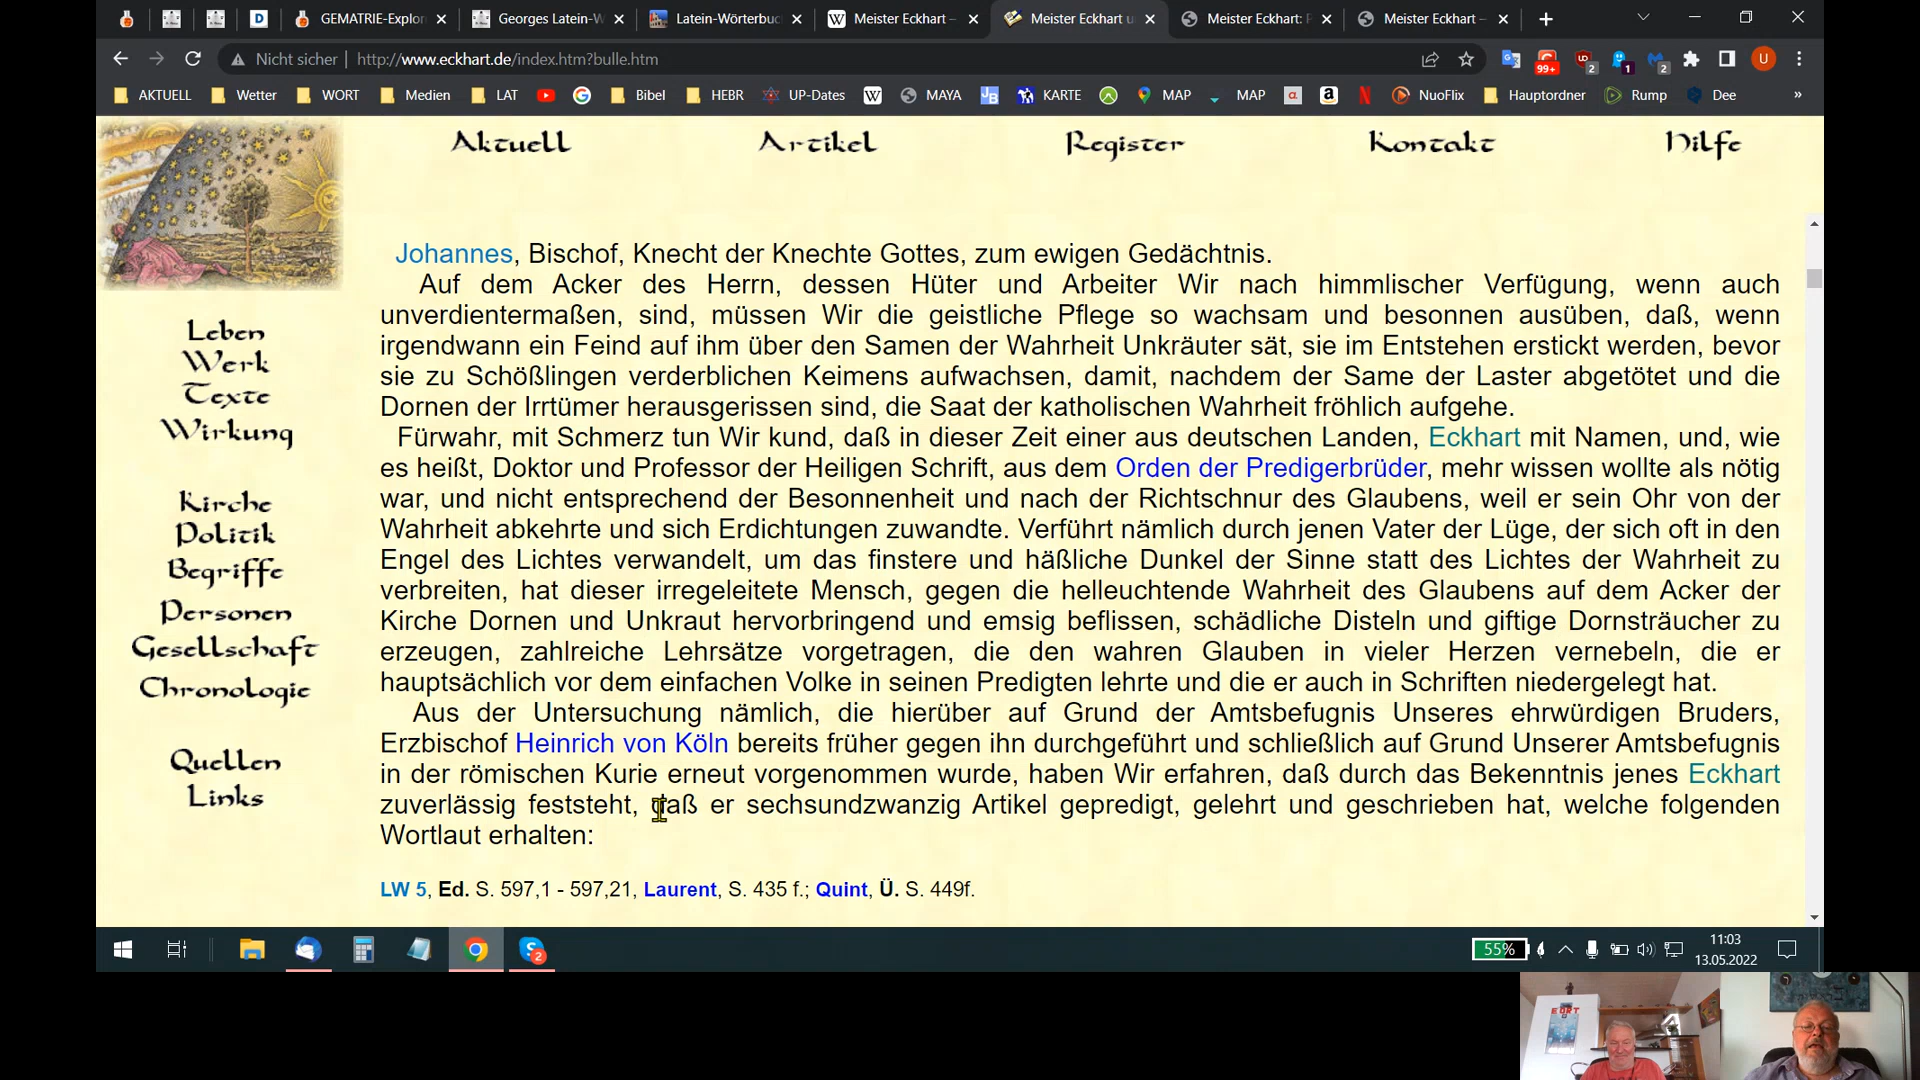 GEMATRIE-Explor
Georges Latein-W
Latein-Wörterbuc
Meister Eckhart –
Meister Eckhart u
Meister Eckhart: P
Meister Eckhart –
Nicht sicher | http://www.eckhart.de/index.htm?bulle.htm
99+ 2 1 2 U
AKTUELL Wetter WORT Medien LAT Bibel HEBR UP-Dates MAYA KARTE MAP MAP NuoFlix Hauptordner Rump Dee »
Aktuell Artikel Register Kontakt Hilfe
Leben
Werk
Texte
Wirkung
Kirche
Politik
Begriffe
Personen
Gesellschaft
Chronologie
Quellen
Links
Johannes, Bischof, Knecht der Knechte Gottes, zum ewigen Gedächtnis.
Auf dem Acker des Herrn, dessen Hüter und Arbeiter Wir nach himmlischer Verfügung, wenn auch
unverdientermaßen, sind, müssen Wir die geistliche Pflege so wachsam und besonnen ausüben, daß, wenn
irgendwann ein Feind auf ihm über den Samen der Wahrheit Unkräuter sät, sie im Entstehen erstickt werden, bevor
sie zu Schößlingen verderblichen Keimens aufwachsen, damit, nachdem der Same der Laster abgetötet und die
Dornen der Irrtümer herausgerissen sind, die Saat der katholischen Wahrheit fröhlich aufgehe.
Fürwahr, mit Schmerz tun Wir kund, daß in dieser Zeit einer aus deutschen Landen, Eckhart mit Namen, und, wie
es heißt, Doktor und Professor der Heiligen Schrift, aus dem Orden der Predigerbrüder, mehr wissen wollte als nötig
war, und nicht entsprechend der Besonnenheit und nach der Richtschnur des Glaubens, weil er sein Ohr von der
Wahrheit abkehrte und sich Erdichtungen zuwandte. Verführt nämlich durch jenen Vater der Lüge, der sich oft in den
Engel des Lichtes verwandelt, um das finstere und häßliche Dunkel der Sinne statt des Lichtes der Wahrheit zu
verbreiten, hat dieser irregeleitete Mensch, gegen die helleuchtende Wahrheit des Glaubens auf dem Acker der
Kirche Dornen und Unkraut hervorbringend und emsig beflissen, schädliche Disteln und giftige Dornsträucher zu
erzeugen, zahlreiche Lehrsätze vorgetragen, die den wahren Glauben in vieler Herzen vernebeln, die er
hauptsächlich vor dem einfachen Volke in seinen Predigten lehrte und die er auch in Schriften niedergelegt hat.
Aus der Untersuchung nämlich, die hierüber auf Grund der Amtsbefugnis Unseres ehrwürdigen Bruders,
Erzbischof Heinrich von Köln bereits früher gegen ihn durchgeführt und schließlich auf Grund Unserer Amtsbefugnis
in der römischen Kurie erneut vorgenommen wurde, haben Wir erfahren, daß durch das Bekenntnis jenes Eckhart
zuverlässig feststeht, daß er sechsundzwanzig Artikel gepredigt, gelehrt und geschrieben hat, welche folgenden
Wortlaut erhalten:
LW 5, Ed. S. 597,1 - 597,21, Laurent, S. 435 f.; Quint, Ü. S. 449f.
2
55%
11:03
13.05.2022